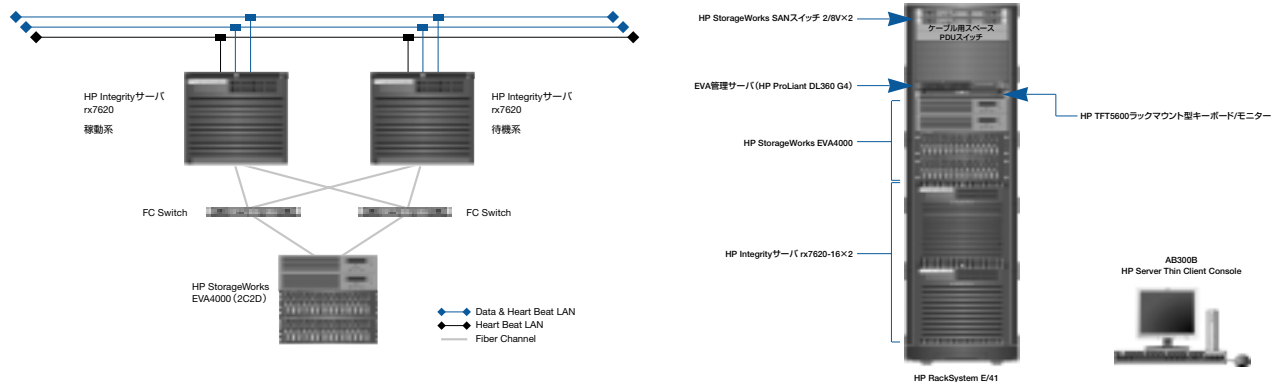 HP Integrityサーバ
rx7620
稼動系
HP Integrityサーバ
rx7620
待機系
FC Switch
FC Switch
HP StorageWorks
EVA4000（2C2D）
Data & Heart Beat LAN
Heart Beat LAN
Fiber Channel
HP StorageWorks SANスイッチ 2/8V×2
ケーブル用スペース
PDUスイッチ
EVA管理サーバ（HP ProLiant DL360 G4）
HP TFT5600ラックマウント型キーボード/モニター
HP StorageWorks EVA4000
HP Integrityサーバ rx7620-16×2
HP RackSystem E/41
AB300B
HP Server Thin Client Console